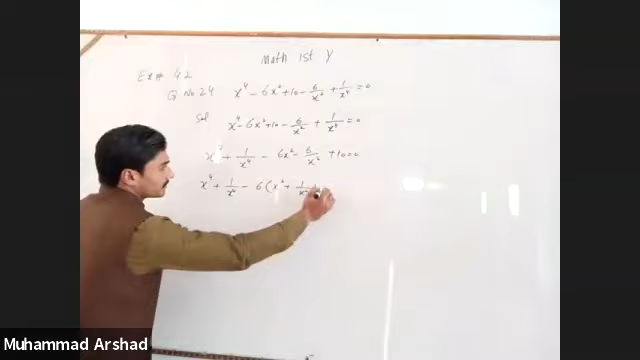 Math 1st Y
Ex# 4.2
Q No 24 x⁴ - 6x² + 10 - 6/x² + 1/x⁴ = 0
Sol x⁴ - 6x² + 10 - 6/x² + 1/x⁴ = 0
x⁴ + 1/x⁴ - 6x² - 6/x² + 10 = 0
x⁴ + 1/x⁴ - 6(x² + 1/x²
Muhammad Arshad